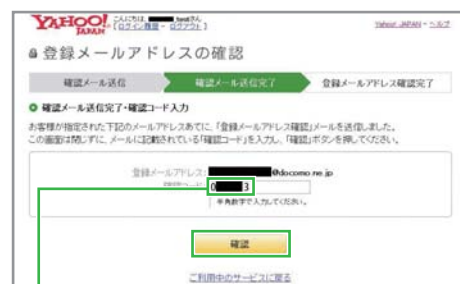 YAHOO! JAPAN
こんにちは、
[ログイン履歴 - ログアウト]
Yahoo! JAPAN - ヘルプ
登録メールアドレスの確認
確認メール送信
確認メール送信完了
登録メールアドレス確認完了
確認メール送信完了・確認コード入力
お客様が指定された下記のメールアドレスあてに、「登録メールアドレス確認」メールを送信しました。
この画面は閉じずに、メールに記載されている「確認コード」を入力し、「確認」ボタンを押してください。
登録メールアドレス:
@docomo.ne.jp
0 3
半角数字で入力してください。
確認
ご利用中のサービスに戻る